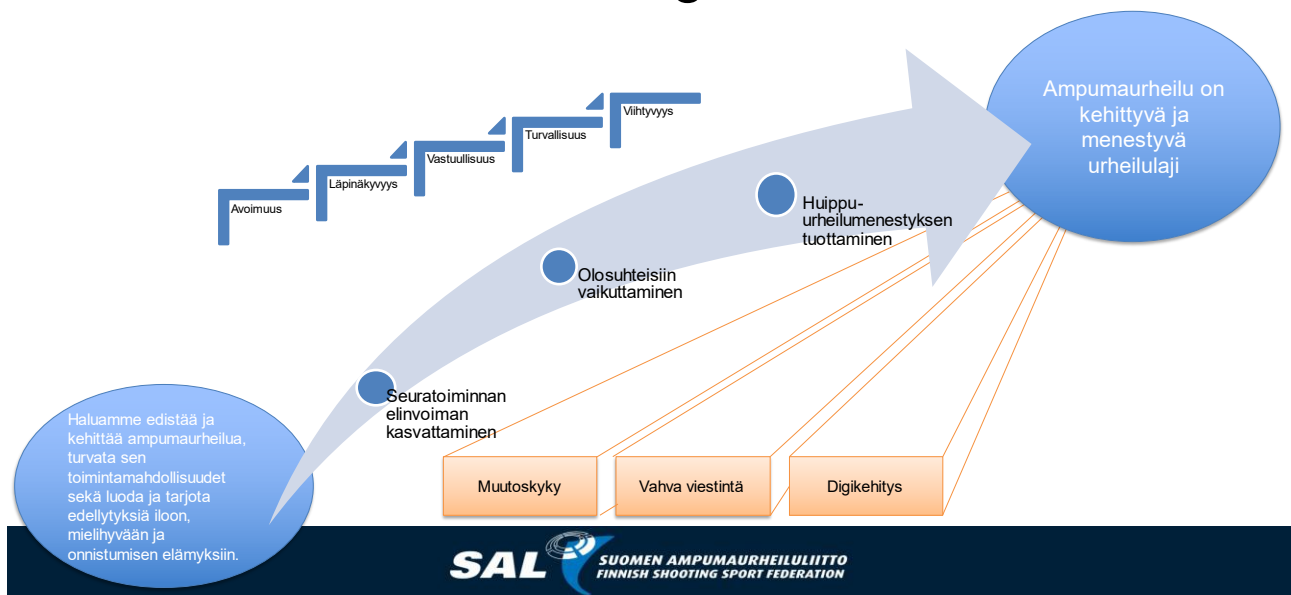 Viihtyvyys
Turvallisuus
Vastuullisuus
Läpinäkyvyys
Avoimuus
Ampumaurheilu on
kehittyvä ja
menestyvä
urheilulaji
Huippu-
urheilumenestyksen
tuottaminen
Olosuhteisiin
vaikuttaminen
Seuratoiminnan
elinvoiman
kasvattaminen
Haluamme edistää ja
kehittää ampumaurheilua,
turvata sen
toimintamahdollisuudet
sekä luoda ja tarjota
edellytyksiä iloon,
mielihyvään ja
onnistumisen elämyksiin.
Muutoskyky
Vahva viestintä
Digikehitys
SAL
SUOMEN AMPUMAURHEILULIITTO
FINNISH SHOOTING SPORT FEDERATION